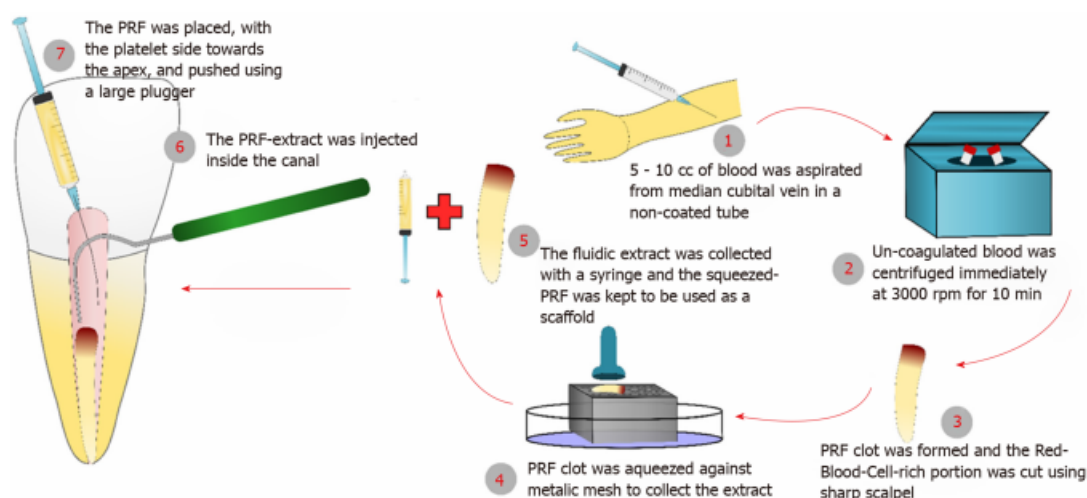 7
The PRF was placed, with
the platelet side towards
the apex, and pushed using
a large plugger
6
The PRF-extract was injected
inside the canal
1
5 - 10 cc of blood was aspirated
from median cubital vein in a
non-coated tube
2
Un-coagulated blood was
centrifuged immediately
at 3000 rpm for 10 min
5
The fluidic extract was collected
with a syringe and the squeezed-
PRF was kept to be used as a
scaffold
3
PRF clot was formed and the Red-
Blood-Cell-rich portion was cut using
sharp scalpel
4
PRF clot was aqueezed against
metalic mesh to collect the extract